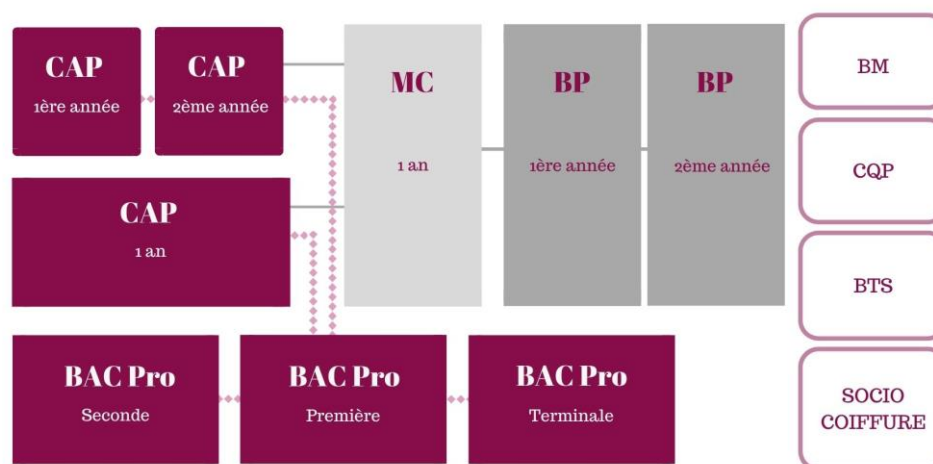 CAP
1ère année
CAP
2ème année
MC
1 an
BP
1ère année
BP
2ème année
BM
CQP
CAP
1 an
BTS
BAC Pro
Seconde
BAC Pro
Première
BAC Pro
Terminale
SOCIO
COIFFURE